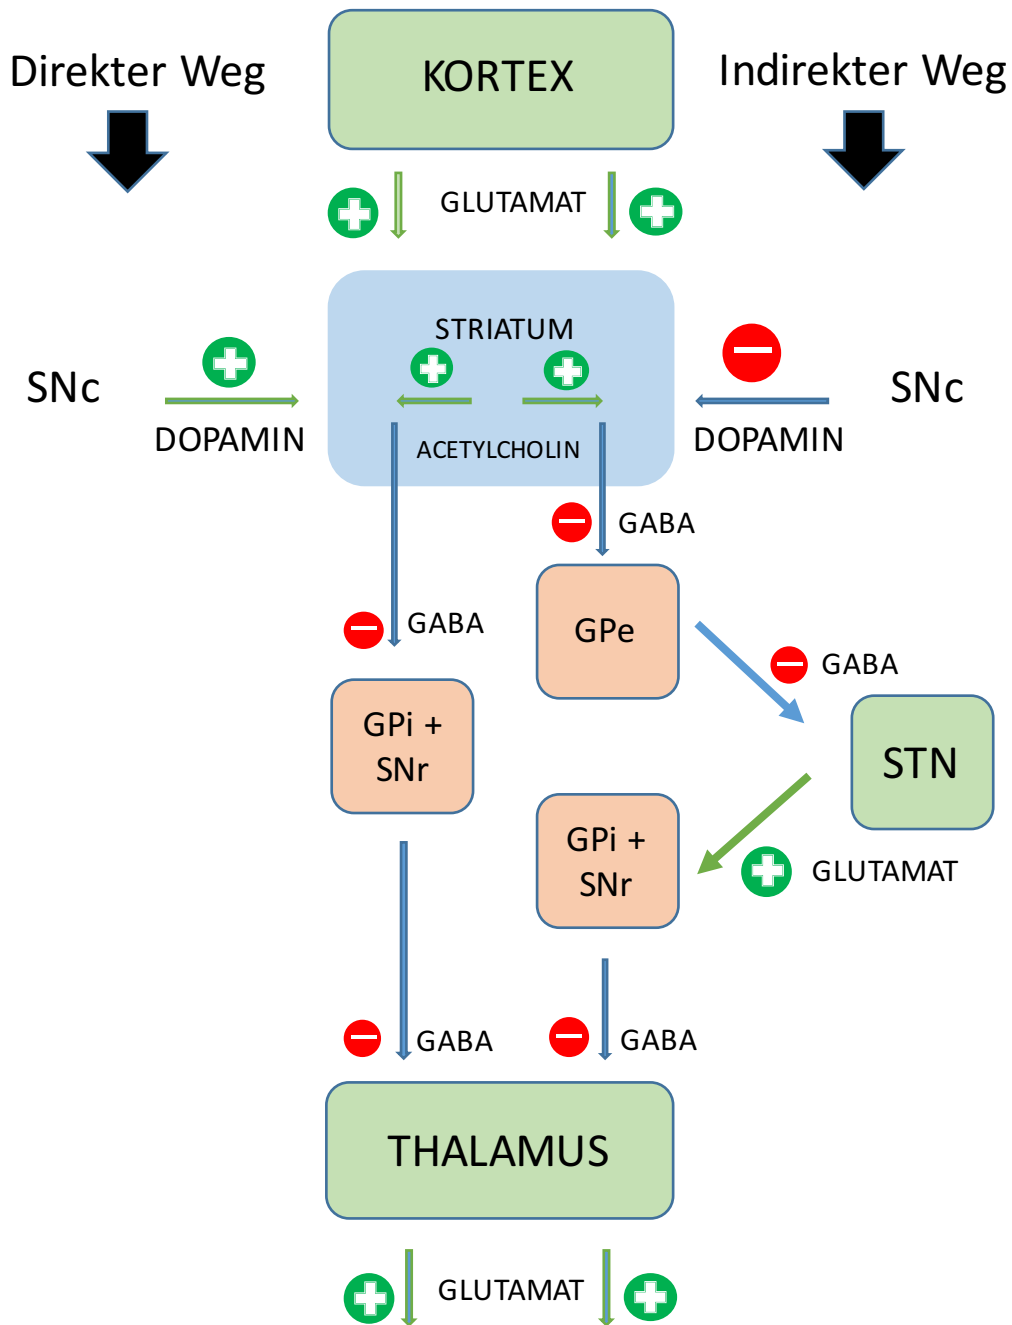 Direkter Weg
KORTEX
Indirekter Weg
GLUTAMAT
STRIATUM
SNc
SNc
DOPAMIN
ACETYLCHOLIN
DOPAMIN
GABA
GABA
GPe
GABA
GPi +
SNr
STN
GPi +
SNr
GLUTAMAT
GABA
GABA
THALAMUS
GLUTAMAT